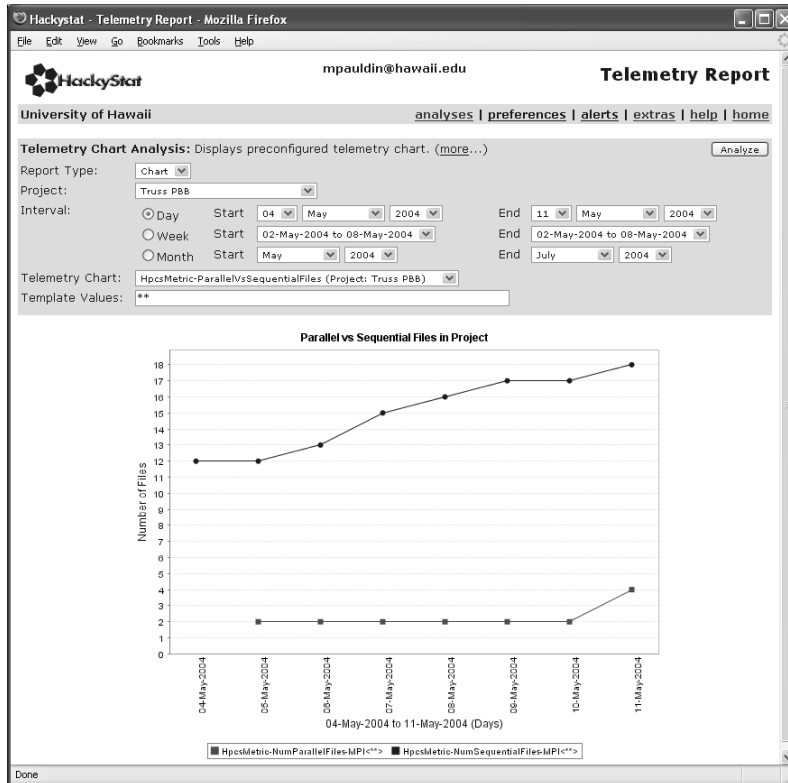 Hackystat - Telemetry Report - Mozilla Firefox
File Edit View Go Bookmarks Tools Help
HackyStat
mpauldin@hawaii.edu
Telemetry Report
University of Hawaii
analyses | preferences | alerts | extras | help | home
Telemetry Chart Analysis: Displays preconfigured telemetry chart. (more...)
Analyze
Report Type: Chart
Project: Truss PBB
Interval: Day Start 04 May 2004 End 11 May 2004
Week Start 02-May-2004 to 08-May-2004 End 02-May-2004 to 08-May-2004
Month Start May 2004 End July 2004
Telemetry Chart: HpcsMetric-ParallelVsSequentialFiles (Project: Truss PBB)
Template Values: **
Parallel vs Sequential Files in Project
Number of Files
18
17
16
15
14
13
12
11
10
9
8
7
6
5
4
3
2
1
0
04-May-2004
05-May-2004
06-May-2004
07-May-2004
08-May-2004
09-May-2004
10-May-2004
11-May-2004
04-May-2004 to 11-May-2004 (Days)
HpcsMetric-NumParallelFiles-MPI<**> HpcsMetric-NumSequentialFiles-MPI<**>
Done